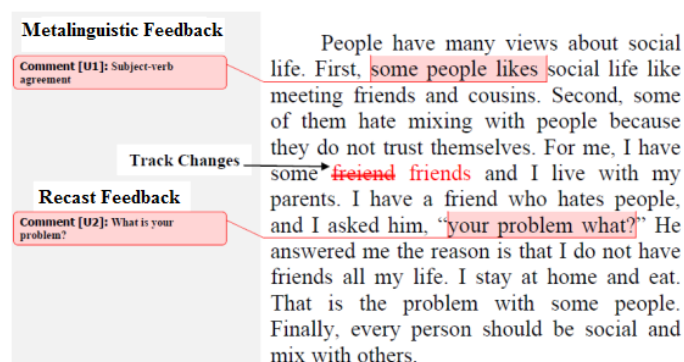 Metalinguistic Feedback
Comment [U1]: Subject-verb
agreement
Track Changes
Recast Feedback
Comment [U2]: What is your
problem?
People have many views about social
life. First, some people likes social life like
meeting friends and cousins. Second, some
of them hate mixing with people because
they do not trust themselves. For me, I have
some freiend friends and I live with my
parents. I have a friend who hates people,
and I asked him, “your problem what?” He
answered me the reason is that I do not have
friends all my life. I stay at home and eat.
That is the problem with some people.
Finally, every person should be social and
mix with others.